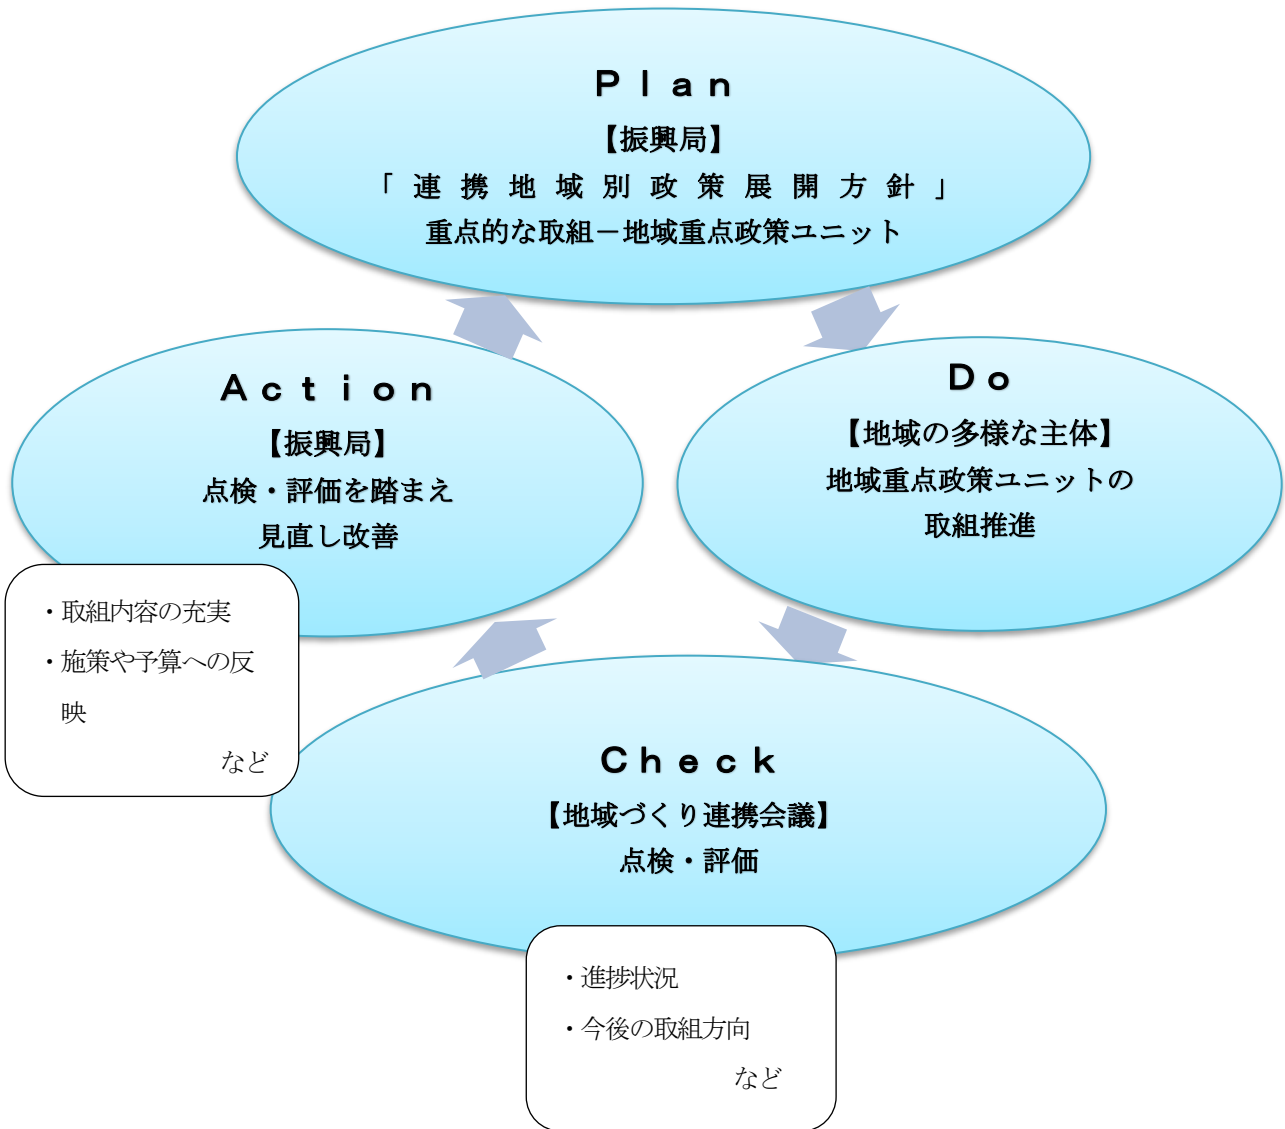 Ｐｌａｎ
【振興局】
「連携地域別政策展開方針」
重点的な取組－地域重点政策ユニット
Ｄｏ
【地域の多様な主体】
地域重点政策ユニットの
取組推進
Ｃｈｅｃｋ
【地域づくり連携会議】
点検・評価
・進捗状況
・今後の取組方向
など
Ａｃｔｉｏｎ
【振興局】
点検・評価を踏まえ
見直し改善
・取組内容の充実
・施策や予算への反
映
など